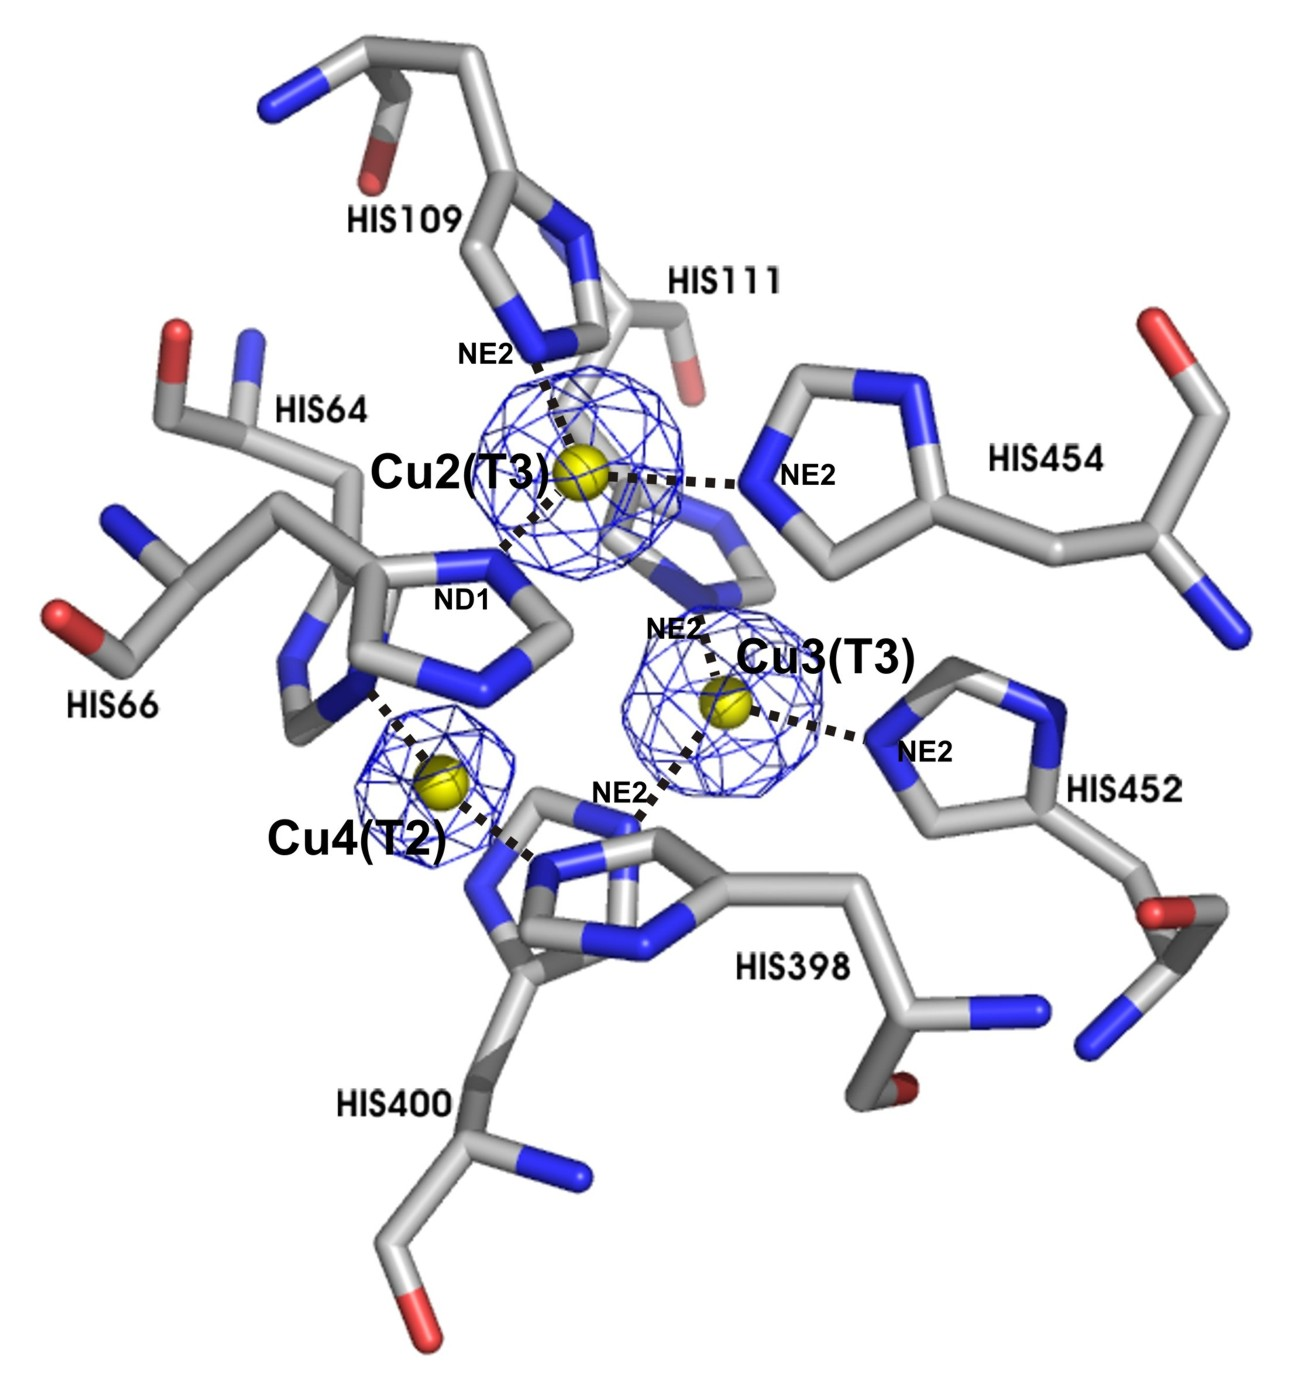 HIS109
HIS111
NE2
HIS64
Cu2(T3)
NE2
HIS454
ND1
NE2
Cu3(T3)
HIS66
NE2
NE2
HIS452
Cu4(T2)
HIS398
HIS400